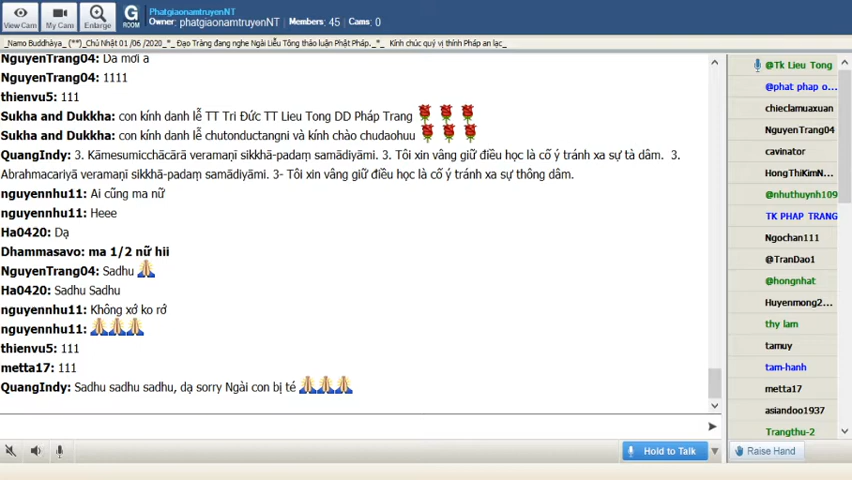 View Cam
My Cam
Enlarge
G
ROOM
PhatgiaonamtruyenNT
Owner: phatgiaonamtruyenNT | Members: 45 | Cams: 0
_Namo Buddhàya_ (**)_Chủ Nhật 01 /06 /2020_*_ Đạo Tràng đang nghe Ngài Liễu Tông thảo luận Phật Pháp._*_ Kính chúc quý vị thính Pháp an lạc_
NguyenTrang04: Dạ mới a
NguyenTrang04: 1111
thienvu5: 111
Sukha and Dukkha: con kính danh lễ TT Tri Đức TT Lieu Tong DD Pháp Trang
Sukha and Dukkha: con kính danh lễ chutonductangni và kính chào chudaohuu
QuangIndy: 3. Kāmesumicchācārā veramaṇī sikkhā-padaṃ samādiyāmi. 3. Tôi xin vâng giữ điều học là cố ý tránh xa sự tà dâm. 3.
Abrahmacariyā veramaṇī sikkhā-padaṃ samādiyāmi. 3- Tôi xin vâng giữ điều học là cố ý tránh xa sự thông dâm.
nguyennhu11: Ai cũng ma nữ
nguyennhu11: Heee
Ha0420: Dạ
Dhammasavo: ma 1/2 nữ hii
NguyenTrang04: Sadhu
Ha0420: Sadhu Sadhu
nguyennhu11: Không xớ ko rớ
nguyennhu11:
thienvu5: 111
metta17: 111
QuangIndy: Sadhu sadhu sadhu, dạ sorry Ngài con bị té
@Tk Lieu Tong
@phat phap o...
chieclamuaxuan
NguyenTrang04
cavinator
HongThiKimN...
@nhuthuynh109
TK PHAP TRANG
Ngochan111
@TranDao1
@hongnhat
Huyenmong2...
thy lam
tamuy
tam-hanh
metta17
asiandoo1937
Trangthu-2
Hold to Talk
Raise Hand